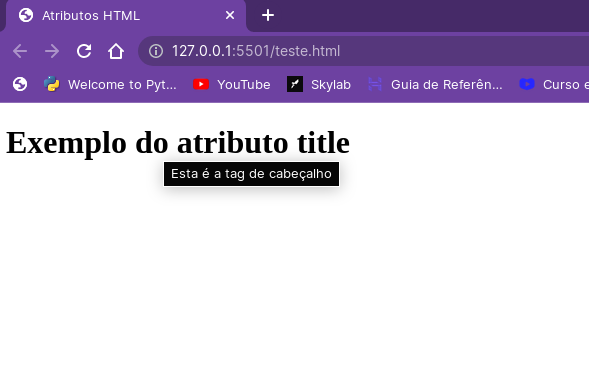 Atributos HTML
127.0.0.1:5501/teste.html
Welcome to Pyt... YouTube Skylab Guia de Referên... Curso e
Exemplo do atributo title
Esta é a tag de cabeçalho